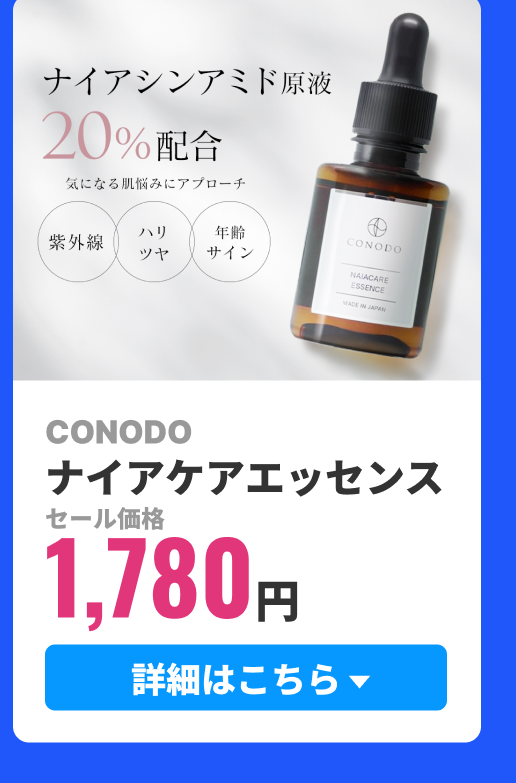 ナイアシンアミド原液
20%配合
気になる肌悩みにアプローチ
紫外線
ハリ
ツヤ
年齢
サイン
CONODO
NAIACARE
ESSENCE
MADE IN JAPAN
CONODO
ナイアケアエッセンス
セール価格
1,780円
詳細はこちら